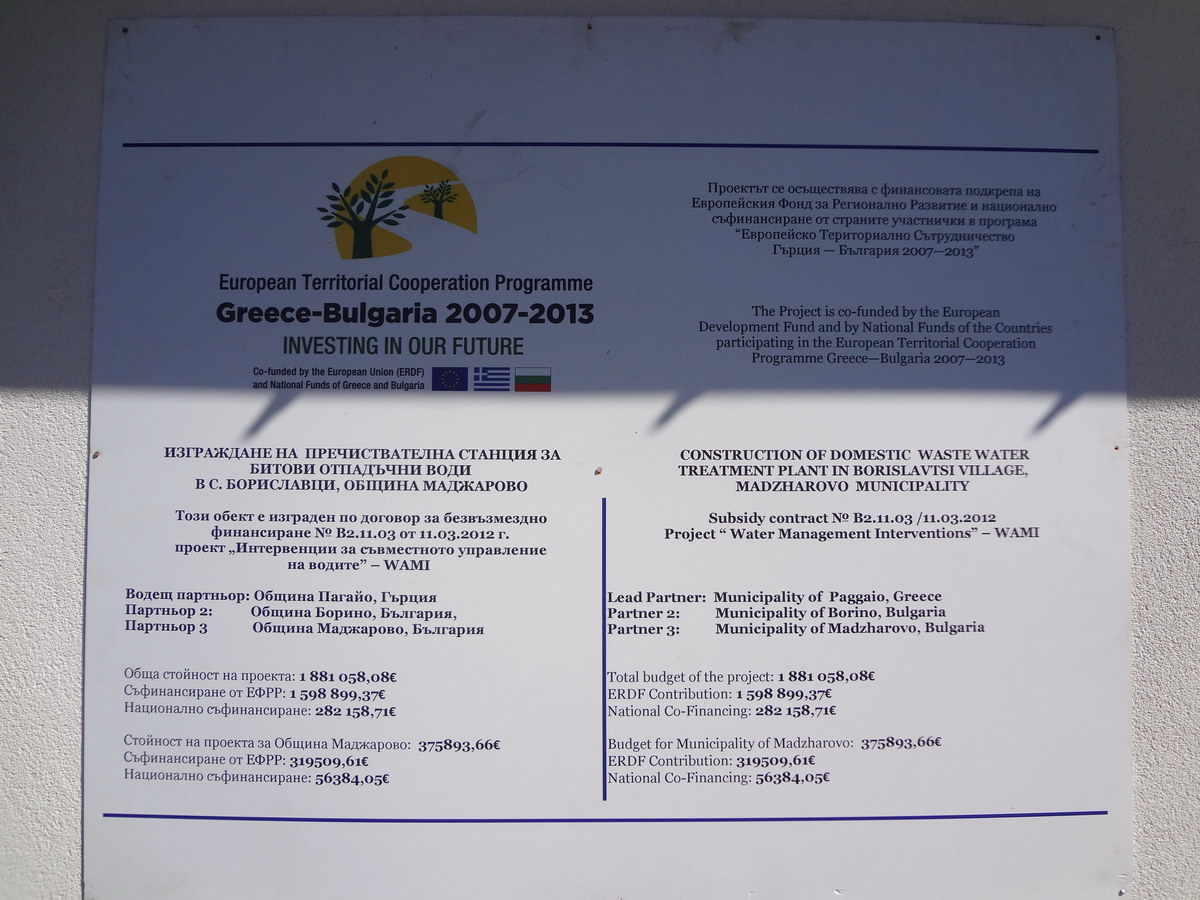 European Territorial Cooperation Programme
Greece-Bulgaria 2007-2013
INVESTING IN OUR FUTURE
Co-funded by the European Union (ERDF)
and National Funds of Greece and Bulgaria
Проектът се осъществява с финансовата подкрепа на
Европейския Фонд за Регионално Развитие и национално
съфинансиране от страните участнички в програма
“Европейско Териториално Сътрудничество
Гърция — България 2007—2013”
The Project is co-funded by the European
Development Fund and by National Funds of the Countries
participating in the European Territorial Cooperation
Programme Greece—Bulgaria 2007—2013
ИЗГРАЖДАНЕ НА ПРЕЧИСТВАТЕЛНА СТАНЦИЯ ЗА
БИТОВИ ОТПАДЪЧНИ ВОДИ
В С. БОРИСЛАВЦИ, ОБЩИНА МАДЖАРОВО
Този обект е изграден по договор за безвъзмездно
финансиране № B2.11.03 от 11.03.2012 г.
проект „Интервенции за съвместното управление
на водите” – WAMI
Водещ партньор: Община Пагайо, Гърция
Партньор 2: Община Борино, България,
Партньор 3 Община Маджарово, България
Обща стойност на проекта: 1 881 058,08€
Съфинансиране от ЕФРР: 1 598 899,37€
Национално съфинансиране: 282 158,71€
Стойност на проекта за Община Маджарово: 375893,66€
Съфинансиране от ЕФРР: 319509,61€
Национално съфинансиране: 56384,05€
CONSTRUCTION OF DOMESTIC WASTE WATER
TREATMENT PLANT IN BORISLAVTSI VILLAGE,
MADZHAROVO MUNICIPALITY
Subsidy contract № B2.11.03 /11.03.2012
Project “ Water Management Interventions” – WAMI
Lead Partner: Municipality of Paggaio, Greece
Partner 2: Municipality of Borino, Bulgaria
Partner 3: Municipality of Madzharovo, Bulgaria
Total budget of the project: 1 881 058,08€
ERDF Contribution: 1 598 899,37€
National Co-Financing: 282 158,71€
Budget for Municipality of Madzharovo: 375893,66€
ERDF Contribution: 319509,61€
National Co-Financing: 56384,05€